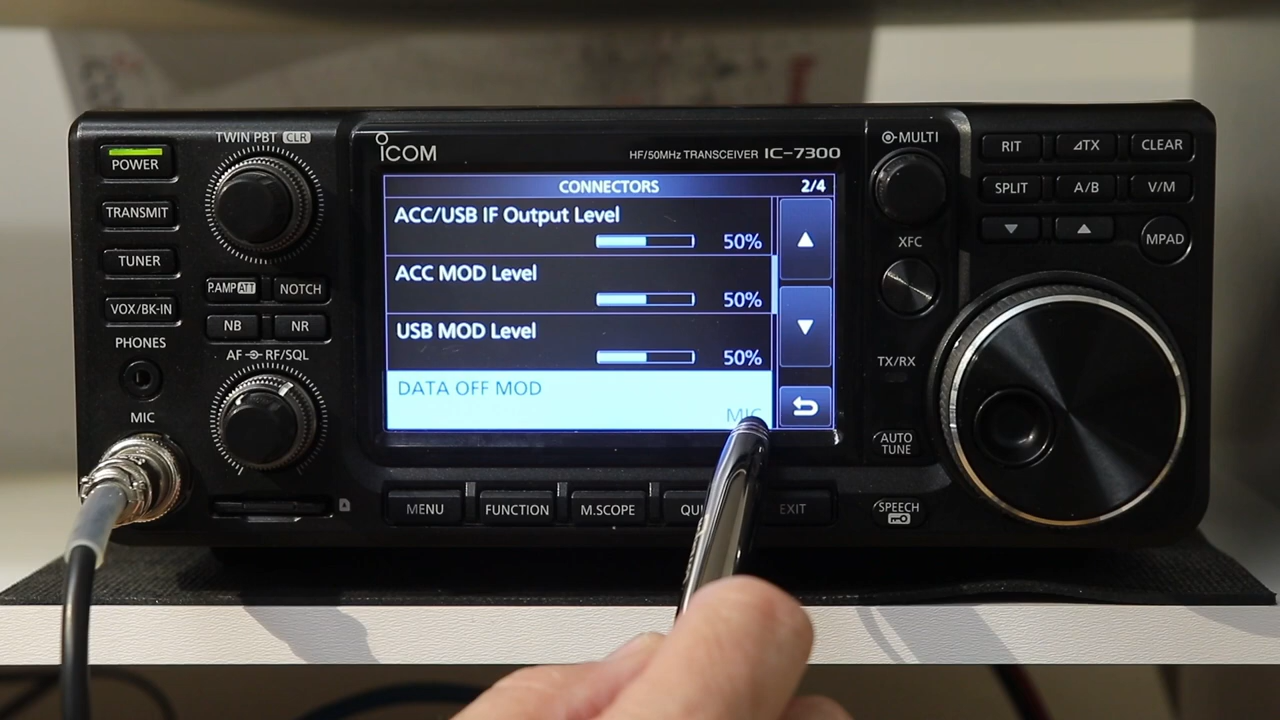 POWER
TRANSMIT
TUNER
VOX/BK-IN
PHONES
MIC
TWIN PBT CLR
P.AMP ATT
NOTCH
NB
NR
AF RF/SQL
ICOM
HF/50MHz TRANSCEIVER IC-7300
CONNECTORS 2/4
ACC/USB IF Output Level
50%
ACC MOD Level
50%
USB MOD Level
50%
DATA OFF MOD
MIC
MENU
FUNCTION
M.SCOPE
QUI
EXIT
MULTI
XFC
TX/RX
AUTO
TUNE
SPEECH
RIT
⊿TX
CLEAR
SPLIT
A/B
V/M
MPAD